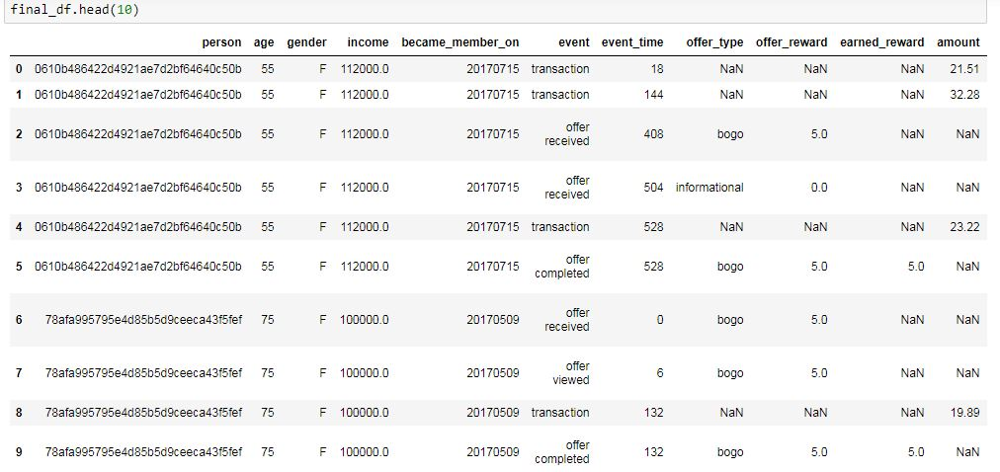 final_df.head(10)
person age gender income became_member_on event event_time offer_type offer_reward earned_reward amount
0 0610b486422d4921ae7d2bf64640c50b 55 F 112000.0 20170715 transaction 18 NaN NaN NaN 21.51
1 0610b486422d4921ae7d2bf64640c50b 55 F 112000.0 20170715 transaction 144 NaN NaN NaN 32.28
2 0610b486422d4921ae7d2bf64640c50b 55 F 112000.0 20170715 offer received 408 bogo 5.0 NaN NaN
3 0610b486422d4921ae7d2bf64640c50b 55 F 112000.0 20170715 offer received 504 informational 0.0 NaN NaN
4 0610b486422d4921ae7d2bf64640c50b 55 F 112000.0 20170715 transaction 528 NaN NaN NaN 23.22
5 0610b486422d4921ae7d2bf64640c50b 55 F 112000.0 20170715 offer completed 528 bogo 5.0 5.0 NaN
6 78afa995795e4d85b5d9ceeca43f5fef 75 F 100000.0 20170509 offer received 0 bogo 5.0 NaN NaN
7 78afa995795e4d85b5d9ceeca43f5fef 75 F 100000.0 20170509 offer viewed 6 bogo 5.0 NaN NaN
8 78afa995795e4d85b5d9ceeca43f5fef 75 F 100000.0 20170509 transaction 132 NaN NaN NaN 19.89
9 78afa995795e4d85b5d9ceeca43f5fef 75 F 100000.0 20170509 offer completed 132 bogo 5.0 5.0 NaN